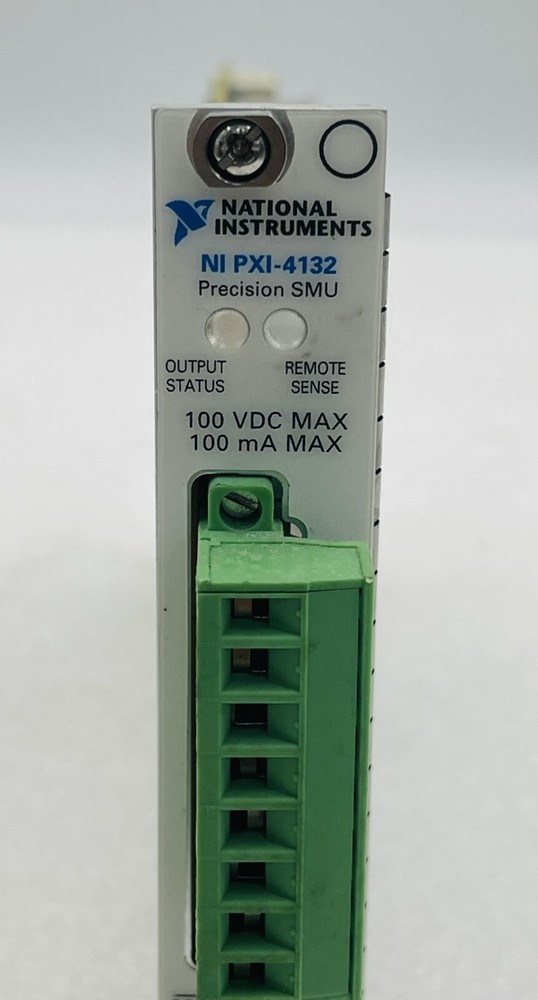 NATIONAL
INSTRUMENTS
NI PXI-4132
Precision SMU
OUTPUT STATUS
REMOTE SENSE
100 VDC MAX
100 mA MAX